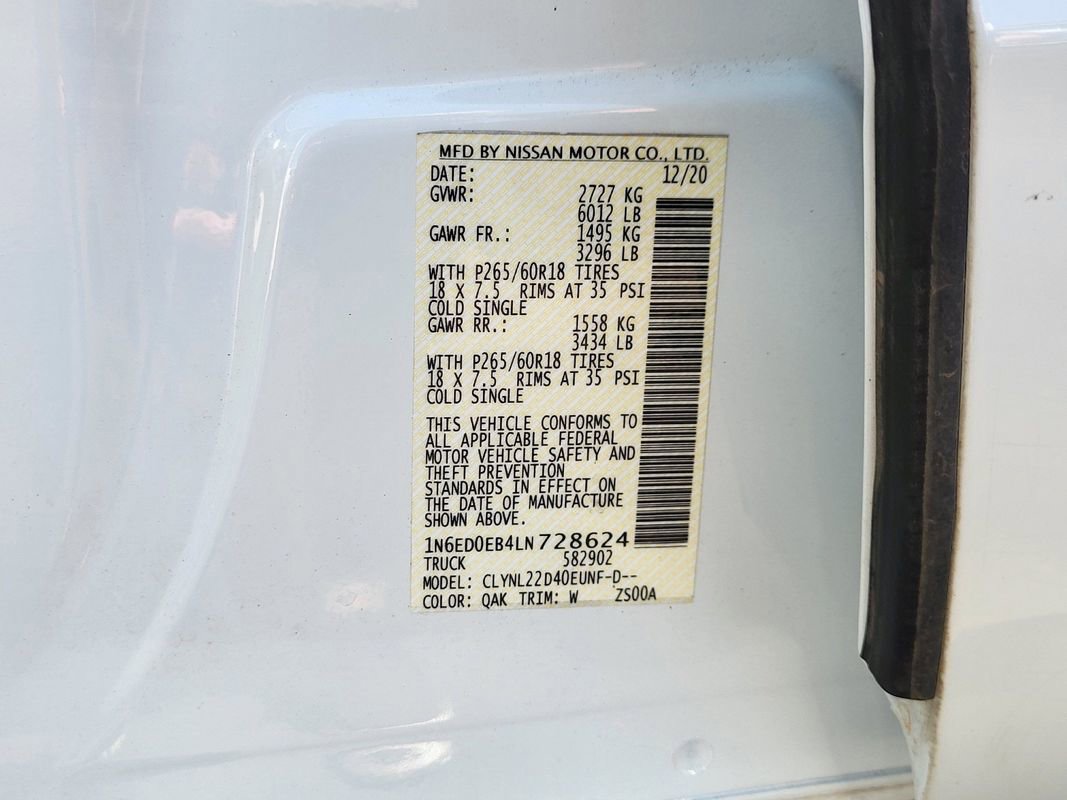 MFD BY NISSAN MOTOR CO., LTD.
DATE: 12/20
GVWR: 2727 KG
6012 LB
GAWR FR.: 1495 KG
3296 LB
WITH P265/60R18 TIRES
18 X 7.5 RIMS AT 35 PSI
COLD SINGLE
GAWR RR.: 1558 KG
3434 LB
WITH P265/60R18 TIRES
18 X 7.5 RIMS AT 35 PSI
COLD SINGLE
THIS VEHICLE CONFORMS TO
ALL APPLICABLE FEDERAL
MOTOR VEHICLE SAFETY AND
THEFT PREVENTION
STANDARDS IN EFFECT ON
THE DATE OF MANUFACTURE
SHOWN ABOVE.
1N6ED0EB4LN728624
TRUCK 582902
MODEL: CLYNL22D40EUNF-D--
COLOR: QAK TRIM: W ZS00A